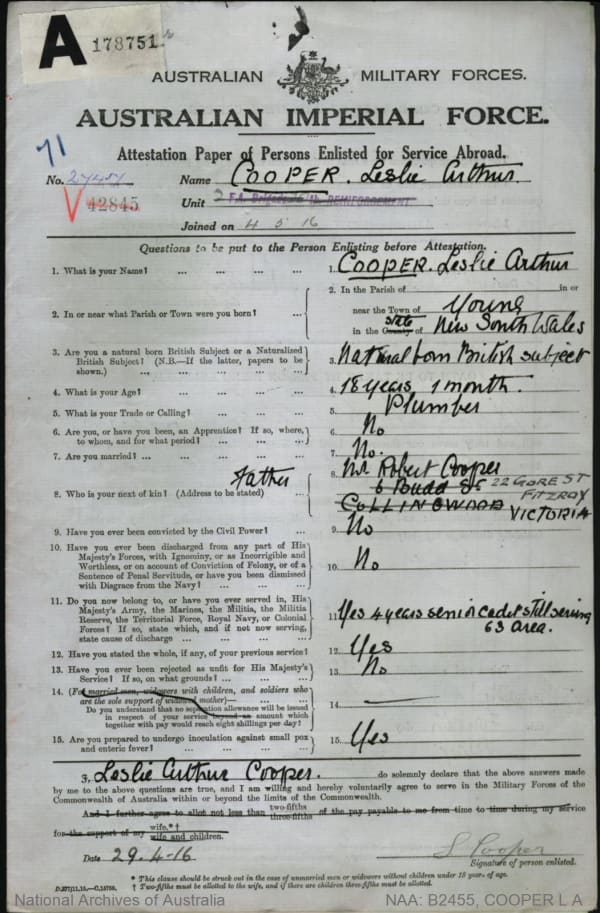 A 178751
AUSTRALIAN MILITARY FORCES.
AUSTRALIAN IMPERIAL FORCE.
71
Attestation Paper of Persons Enlisted for Service Abroad.
No. Name COOPER. Leslie Arthur.
V 42845 Unit 2 F.A. REINFORCEMENT
Joined on 4 5 16
Questions to be put to the Person Enlisting before Attestation.
1. What is your Name? ... ... ... ... 1. COOPER. Leslie Arthur
2. In or near what Parish or Town were you born? ... 2. In the Parish of in or
near the Town of Young
in the County State of New South Wales
3. Are you a natural born British Subject or a Naturalized
British Subject? (N.B.—If the latter, papers to be
shown.) ... ... ... ... 3. Natural born British subject
4. What is your Age? ... ... ... ... 4. 18 years 1 month.
5. What is your Trade or Calling? ... ... ... 5. Plumber
6. Are you, or have you been, an Apprentice? If so, where,
to whom, and for what period? ... ... ... 6. No
7. Are you married? ... ... ... ... 7. No.
8. Who is your next of kin? (Address to be stated) ... Father 8. Mr Robert Cooper
6 St 22 GORE ST
COLLINGWOOD FITZROY
VICTORIA
9. Have you ever been convicted by the Civil Power? ... 9. No
10. Have you ever been discharged from any part of His
Majesty's Forces, with Ignominy, or as Incorrigible and
Worthless, or on account of Conviction of Felony, or of a
Sentence of Penal Servitude, or have you been dismissed
with Disgrace from the Navy? ... ... ... 10. No
11. Do you now belong to, or have you ever served in, His
Majesty's Army, the Marines, the Militia, the Militia
Reserve, the Territorial Force, Royal Navy, or Colonial
Forces? If so, state which, and if not now serving,
state cause of discharge ... ... ... 11. Yes 4 years senior cadet still serving
63 area.
12. Have you stated the whole, if any, of your previous service? 12. Yes
13. Have you ever been rejected as unfit for His Majesty's
Service? If so, on what grounds? ... ... ... 13. No
14. (For married men, widowers with children, and soldiers who
are the sole support of widowed mother)— ... ...
Do you understand that no separation allowance will be issued
in respect of your service beyond an amount which
together with pay would reach eight shillings per day? 14. —
15. Are you prepared to undergo inoculation against small pox
and enteric fever? ... ... ... ... 15. Yes
I, Leslie Arthur Cooper. do solemnly declare that the above answers made
by me to the above questions are true, and I am willing and hereby voluntarily agree to serve in the Military Forces of the
Commonwealth of Australia within or beyond the limits of the Commonwealth.
And I further agree to allot not less than two-fifths three-fifths of the pay payable to me from time to time during my service
for the support of my wife.*† wife and children.
Date 29.4-16 L Cooper
Signature of person enlisted.
* This clause should be struck out in the case of unmarried men or widowers without children under 18 years of age.
† Two-fifths must be allotted to the wife, and if there are children three-fifths must be allotted.
National Archives of Australia NAA: B2455, COOPER L A